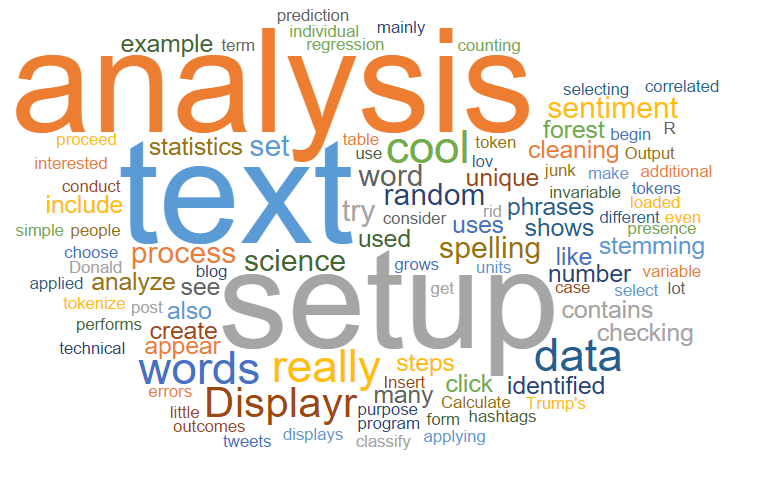 prediction
individual mainly
example term regression counting
analysis
selecting correlated
sentiment
forest begin R
proceed statistics set table cool token cleaning Output
interested use lov junk make additional
conduct text word unique invariable tokens
include try random phrases loaded
consider rid different even
simple people used uses shows presence
choose process science spelling like stemming
Donald blog grows units number variable
applied analyze see get case select lot
tokenize post also setup contains
performs create checking
technical appear data
words really steps
errors Displayr Insert click identified
many
little purpose Calculate Trump's
outcomes program form hashtags
tweets displays classify applying